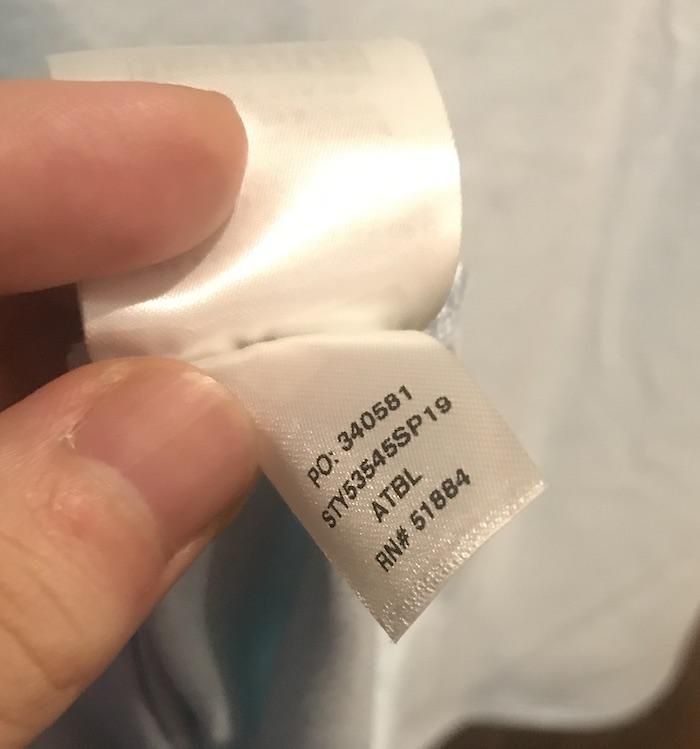 PO: 340581
STY53545SP19
ATBL
RN# 51884